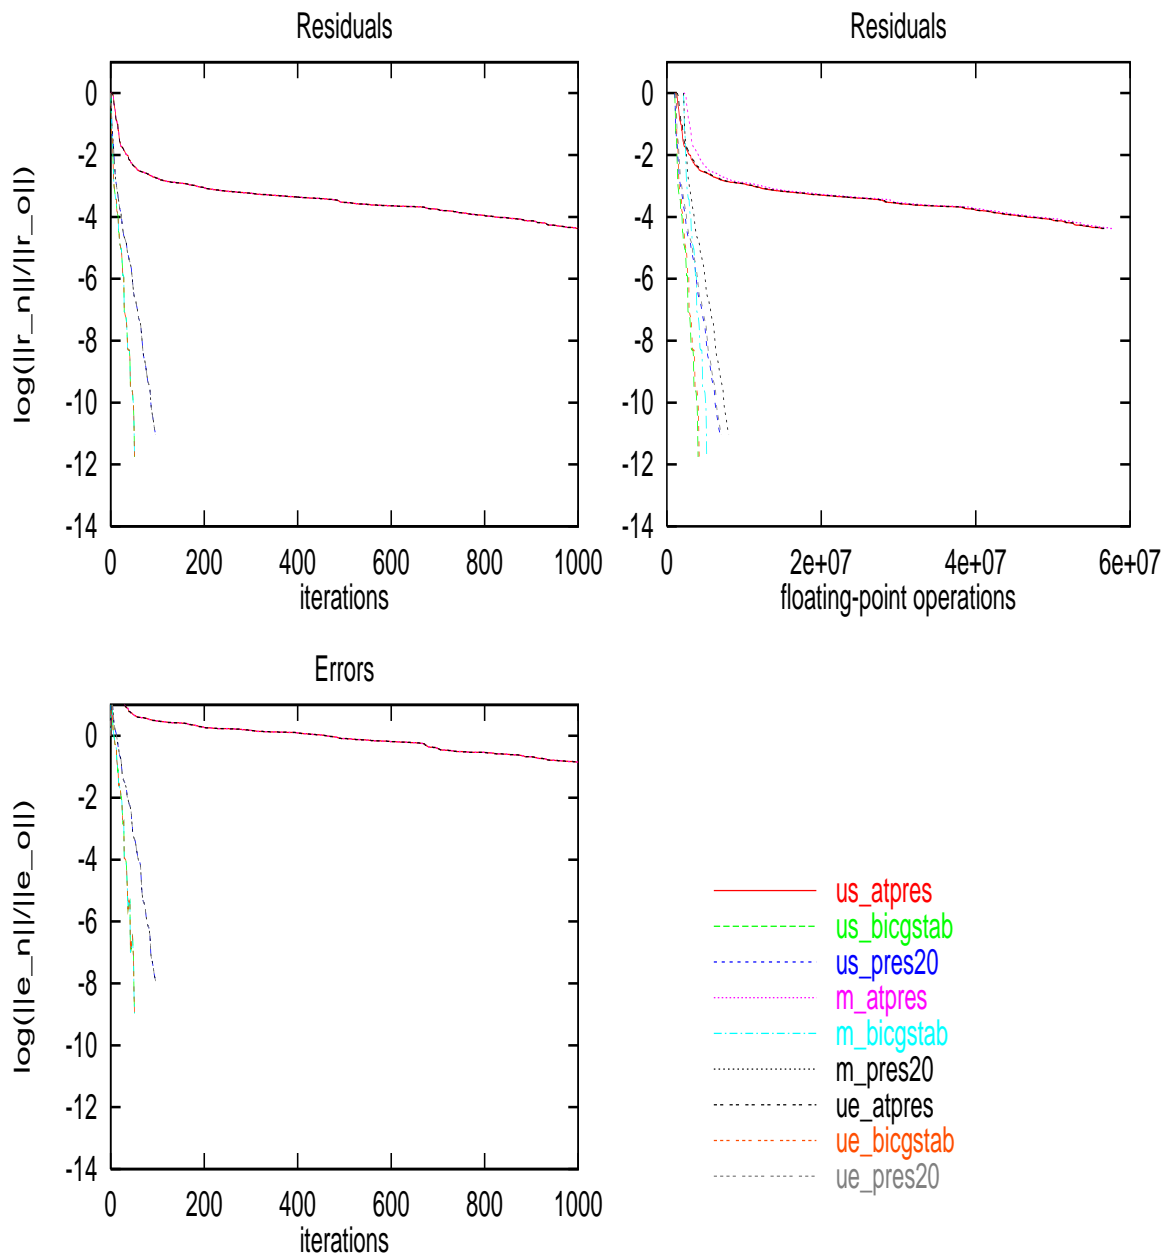 Residuals
log(||r_n||/||r_o||)
0
-2
-4
-6
-8
-10
-12
-14
0 200 400 600 800 1000
iterations
Residuals
0
-2
-4
-6
-8
-10
-12
-14
0 2e+07 4e+07 6e+07
floating-point operations
Errors
log(||e_n||/||e_o||)
0
-2
-4
-6
-8
-10
-12
-14
0 200 400 600 800 1000
iterations
us_atpres
us_bicgstab
us_pres20
m_atpres
m_bicgstab
m_pres20
ue_atpres
ue_bicgstab
ue_pres20